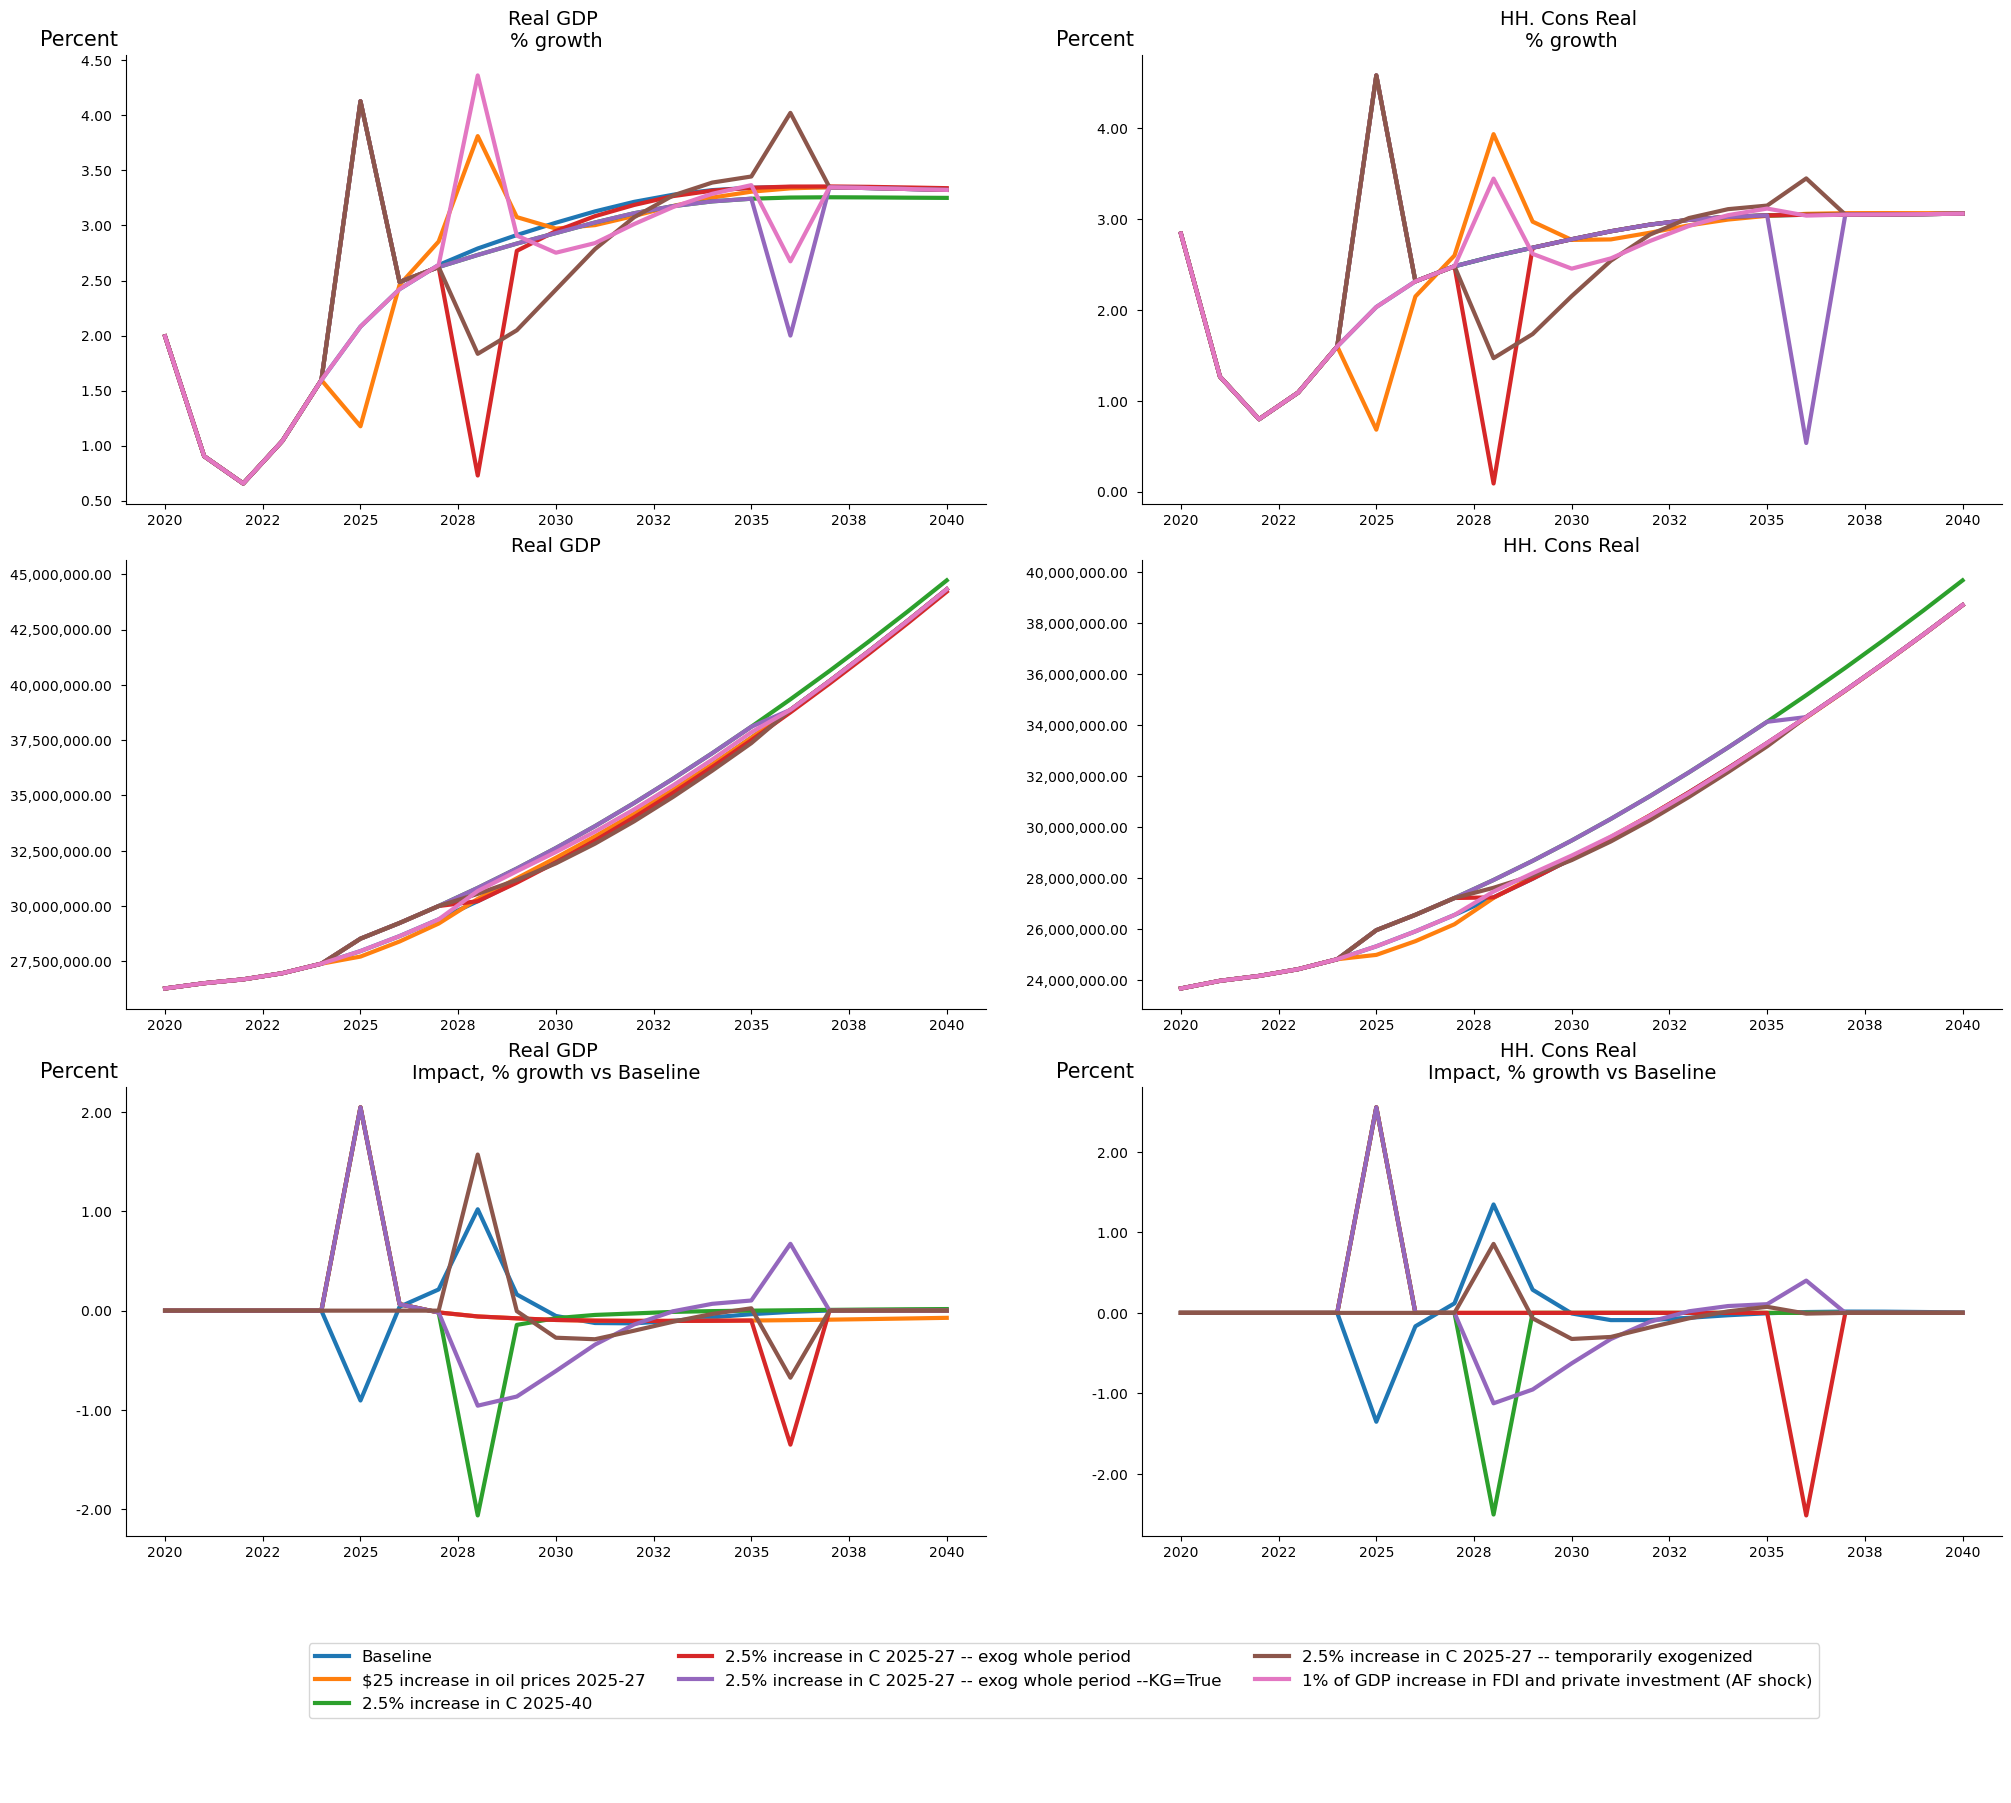 Real GDP
% growth
Percent
4.50
4.00
3.50
3.00
2.50
2.00
1.50
1.00
0.50
2020 2022 2025 2028 2030 2032 2035 2038 2040
HH. Cons Real
% growth
Percent
4.00
3.00
2.00
1.00
0.00
2020 2022 2025 2028 2030 2032 2035 2038 2040
Real GDP
45,000,000.00
42,500,000.00
40,000,000.00
37,500,000.00
35,000,000.00
32,500,000.00
30,000,000.00
27,500,000.00
2020 2022 2025 2028 2030 2032 2035 2038 2040
HH. Cons Real
40,000,000.00
38,000,000.00
36,000,000.00
34,000,000.00
32,000,000.00
30,000,000.00
28,000,000.00
26,000,000.00
24,000,000.00
2020 2022 2025 2028 2030 2032 2035 2038 2040
Real GDP
Impact, % growth vs Baseline
Percent
2.00
1.00
0.00
-1.00
-2.00
2020 2022 2025 2028 2030 2032 2035 2038 2040
HH. Cons Real
Impact, % growth vs Baseline
Percent
2.00
1.00
0.00
-1.00
-2.00
2020 2022 2025 2028 2030 2032 2035 2038 2040
Baseline
$25 increase in oil prices 2025-27
2.5% increase in C 2025-40
2.5% increase in C 2025-27 -- exog whole period
2.5% increase in C 2025-27 -- exog whole period --KG=True
2.5% increase in C 2025-27 -- temporarily exogenized
1% of GDP increase in FDI and private investment (AF shock)